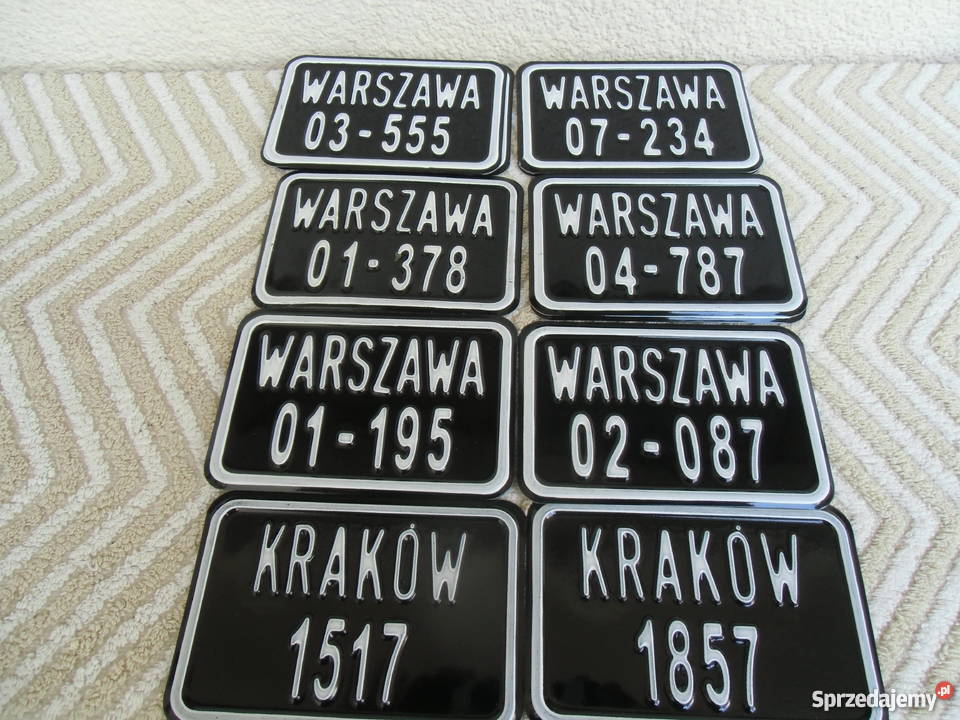 WARSZAWA
03-555
WARSZAWA
07-234
WARSZAWA
01-378
WARSZAWA
04-787
WARSZAWA
01-195
WARSZAWA
02-087
KRAKÓW
1517
KRAKÓW
1857
Sprzedajemy.pl